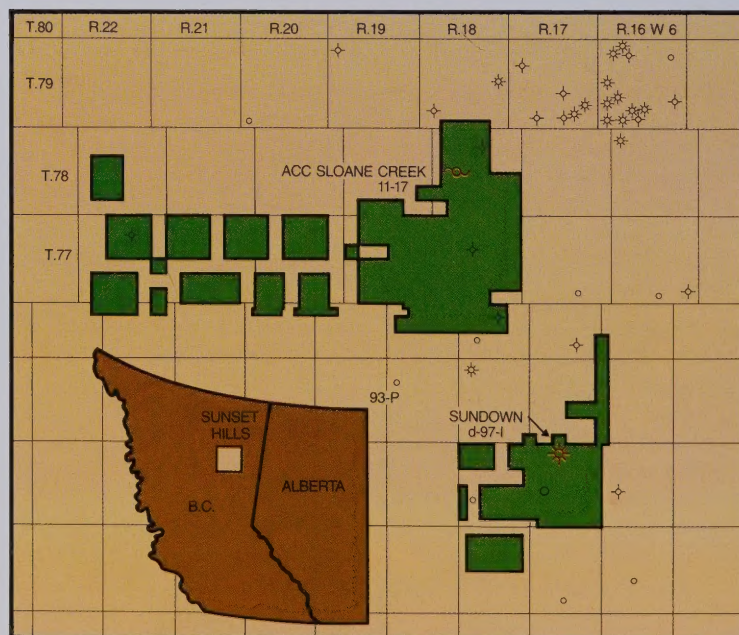 T.80 R.22 R.21 R.20 R.19 R.18 R.17 R.16 W 6
T.79
T.78
ACC SLOANE CREEK
11-17
T.77
93-P
SUNSET
HILLS
SUNDOWN
d-97-I
B.C.
ALBERTA